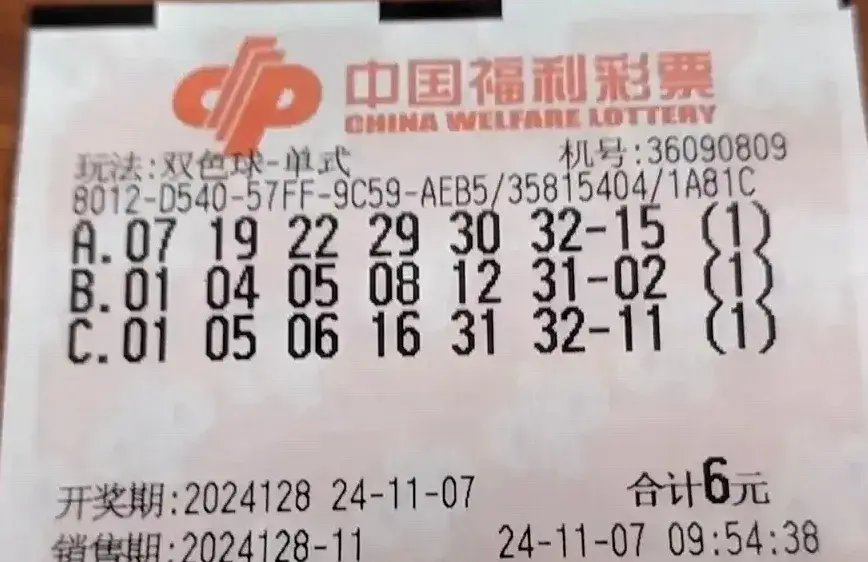 中国福利彩票
CHINA WELFARE LOTTERY
玩法:双色球-单式 机号:36090809
8012-D540-57FF-9C59-AEB5/35815404/1A81C
A.07 19 22 29 30 32-15 (1)
B.01 04 05 08 12 31-02 (1)
C.01 05 06 16 31 32-11 (1)
开奖期:2024128 24-11-07 合计6元
销售期:2024128-11 24-11-07 09:54:38